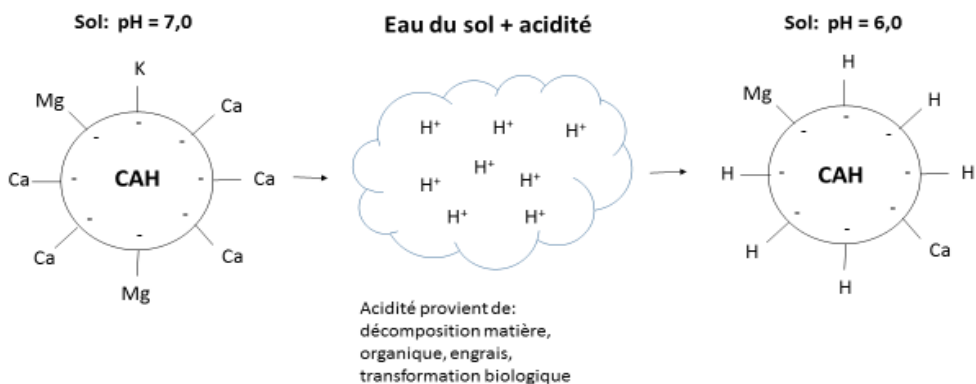 Sol: pH = 7,0
Eau du sol + acidité
Sol: pH = 6,0
K
Mg
Ca
-
-
-
Ca
-
CAH
-
Ca
-
-
-
Ca
Ca
Mg
H⁺
H⁺
H⁺
H⁺
H⁺
H⁺
H⁺
H⁺
Acidité provient de:
décomposition matière,
organique, engrais,
transformation biologique
H
Mg
H
-
-
-
H
-
CAH
-
H
-
-
-
H
Ca
H